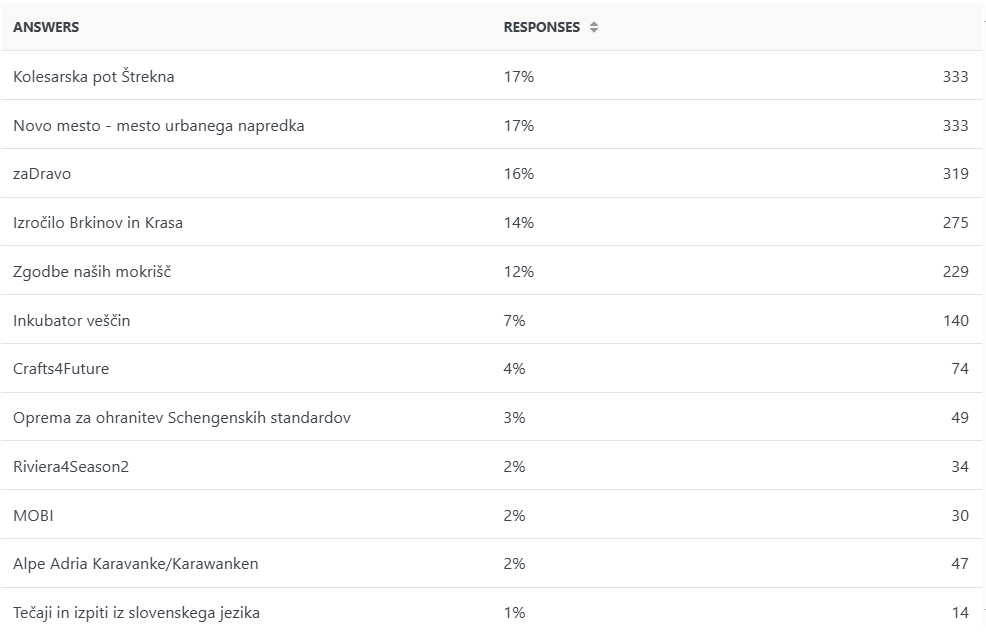 ANSWERS RESPONSES
Kolesarska pot Štrekna 17% 333
Novo mesto - mesto urbanega napredka 17% 333
zaDravo 16% 319
Izročilo Brkinov in Krasa 14% 275
Zgodbe naših mokrišč 12% 229
Inkubator veščin 7% 140
Crafts4Future 4% 74
Oprema za ohranitev Schengenskih standardov 3% 49
Riviera4Season2 2% 34
MOBI 2% 30
Alpe Adria Karavanke/Karawanken 2% 47
Tečaji in izpiti iz slovenskega jezika 1% 14